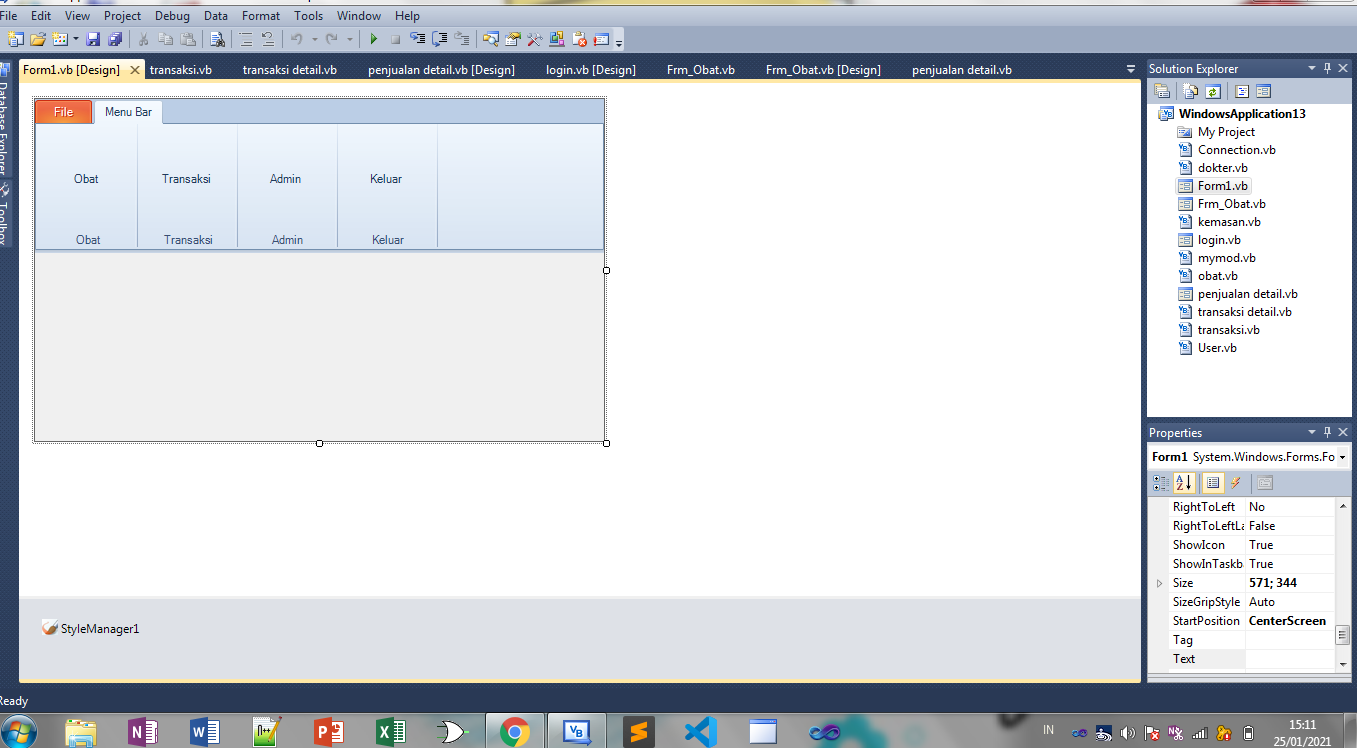 File Edit View Project Debug Data Format Tools Window Help
Form1.vb [Design] transaksi.vb transaksi detail.vb penjualan detail.vb [Design] login.vb [Design] Frm_Obat.vb Frm_Obat.vb [Design] penjualan detail.vb
Database Explorer
Toolbox
File Menu Bar
Obat Transaksi Admin Keluar
Obat Transaksi Admin Keluar
StyleManager1
Solution Explorer
WindowsApplication13
My Project
Connection.vb
dokter.vb
Form1.vb
Frm_Obat.vb
kemasan.vb
login.vb
mymod.vb
obat.vb
penjualan detail.vb
transaksi detail.vb
transaksi.vb
User.vb
Properties
Form1 System.Windows.Forms.Fo
RightToLeft No
RightToLeftLa False
ShowIcon True
ShowInTaskb True
Size 571; 344
SizeGripStyle Auto
StartPosition CenterScreen
Tag
Text
Ready
IN
15:11
25/01/2021